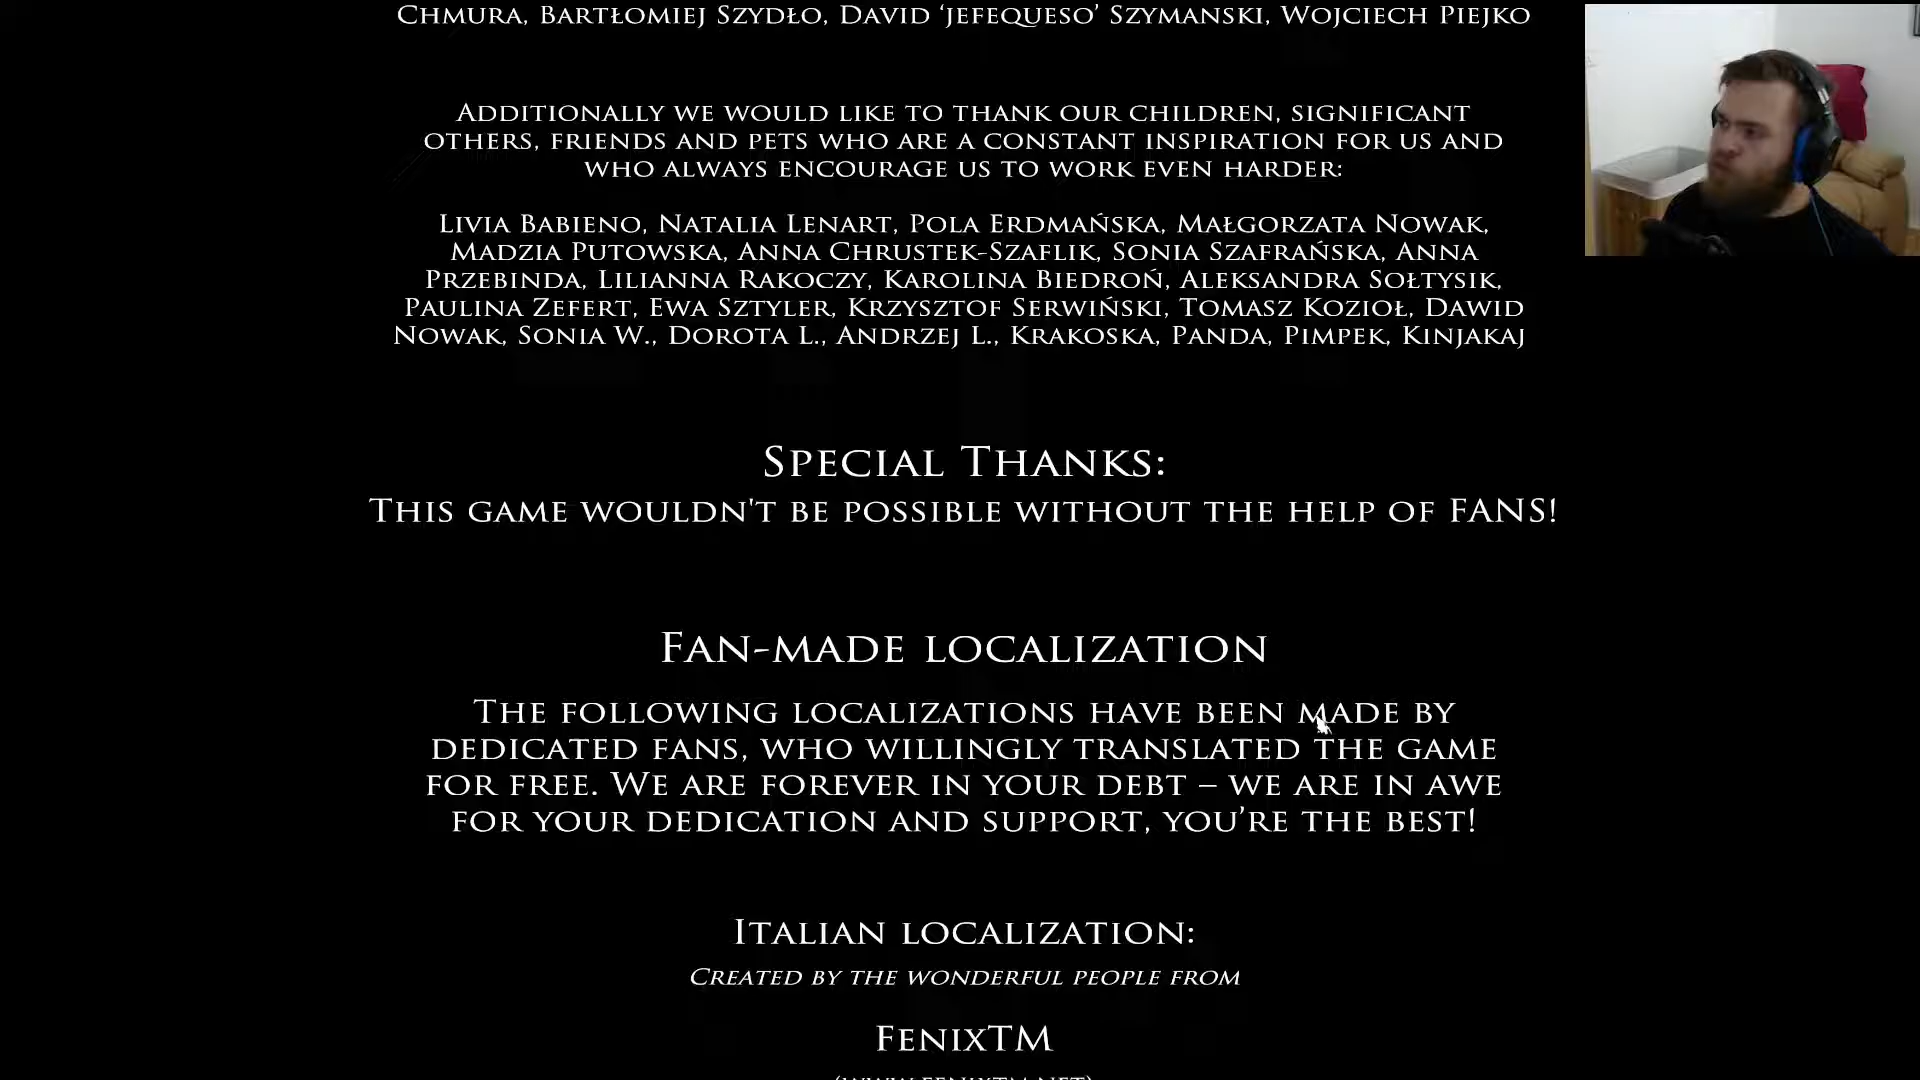 Chmura, Bartłomiej Szydło, David ‘jefequeso’ Szymanski, Wojciech Piejko
Additionally we would like to thank our children, significant
others, friends and pets who are a constant inspiration for us and
who always encourage us to work even harder:
Livia Babieno, Natalia Lenart, Pola Erdmańska, Małgorzata Nowak,
Madzia Putowska, Anna Chrustek-Szaflik, Sonia Szafrańska, Anna
Przebinda, Lilianna Rakoczy, Karolina Biedroń, Aleksandra Sołtysik,
Paulina Zefert, Ewa Sztyler, Krzysztof Serwiński, Tomasz Kozioł, Dawid
Nowak, Sonia W., Dorota L., Andrzej L., Krakoska, Panda, Pimpek, Kinjakaj
Special Thanks:
This game wouldn't be possible without the help of FANS!
Fan-made localization
The following localizations have been made by
dedicated fans, who willingly translated the game
for free. We are forever in your debt – we are in awe
for your dedication and support, you’re the best!
Italian localization:
Created by the wonderful people from
FenixTM
(www.fenixtm.net)